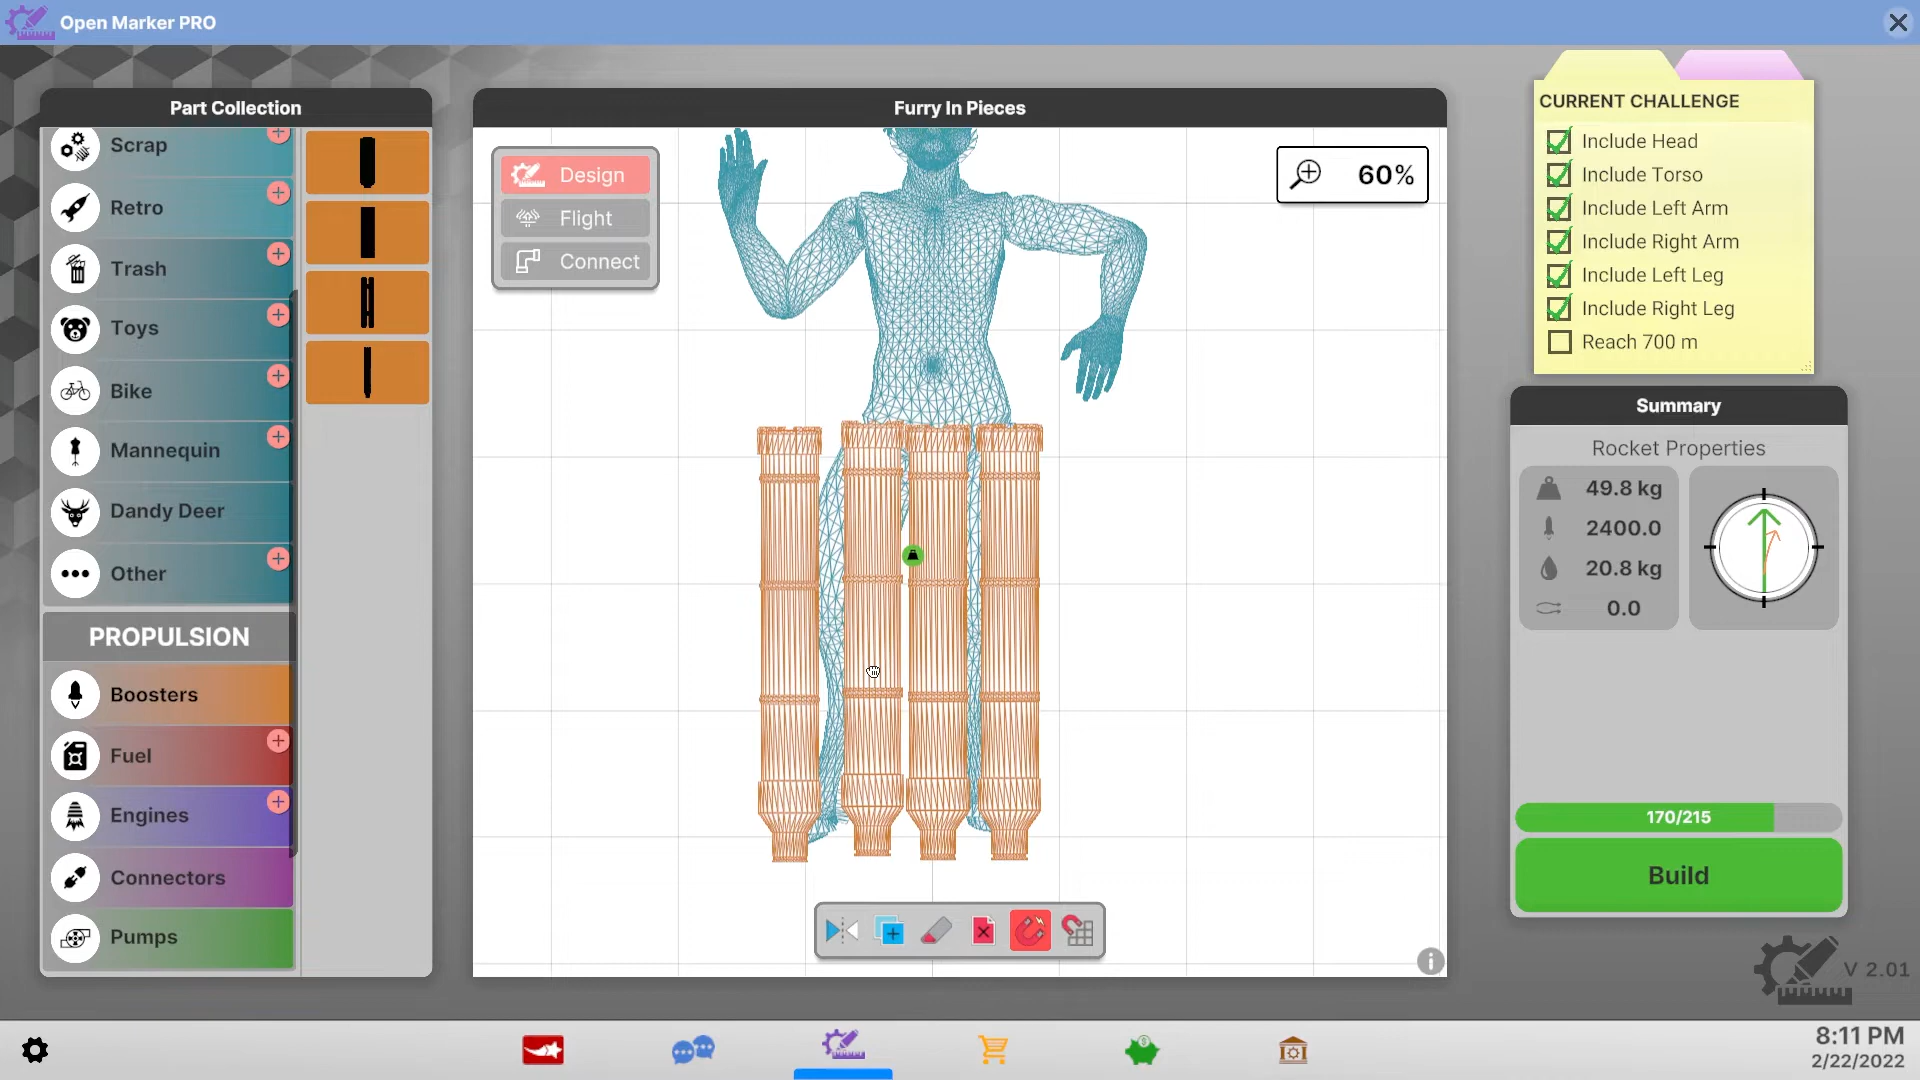 Open Marker PRO
Part Collection
Scrap
Retro
Trash
Toys
Bike
Mannequin
Dandy Deer
Other
PROPULSION
Boosters
Fuel
Engines
Connectors
Pumps
Furry In Pieces
Design
Flight
Connect
60%
CURRENT CHALLENGE
Include Head
Include Torso
Include Left Arm
Include Right Arm
Include Left Leg
Include Right Leg
Reach 700 m
Summary
Rocket Properties
49.8 kg
2400.0
20.8 kg
0.0
170/215
Build
V 2.01
8:11 PM
2/22/2022